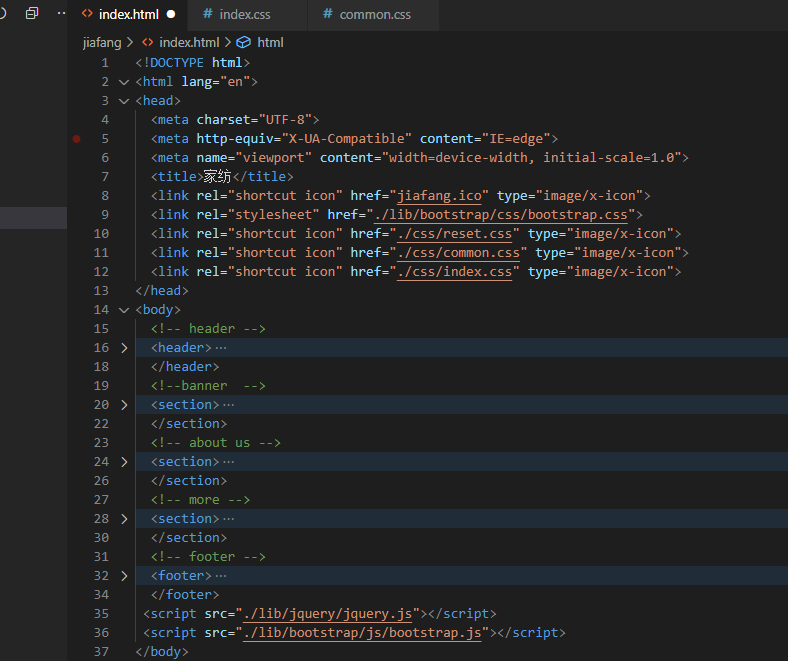 index.html
# index.css
# common.css
jiafang > index.html > html
1 <!DOCTYPE html>
2 <html lang="en">
3 <head>
4 <meta charset="UTF-8">
5 <meta http-equiv="X-UA-Compatible" content="IE=edge">
6 <meta name="viewport" content="width=device-width, initial-scale=1.0">
7 <title>家纺</title>
8 <link rel="shortcut icon" href="jiafang.ico" type="image/x-icon">
9 <link rel="stylesheet" href="./lib/bootstrap/css/bootstrap.css">
10 <link rel="shortcut icon" href="./css/reset.css" type="image/x-icon">
11 <link rel="shortcut icon" href="./css/common.css" type="image/x-icon">
12 <link rel="shortcut icon" href="./css/index.css" type="image/x-icon">
13 </head>
14 <body>
15 <!-- header -->
16 <header>⋯
18 </header>
19 <!--banner  -->
20 <section>⋯
22 </section>
23 <!-- about us -->
24 <section>⋯
26 </section>
27 <!-- more -->
28 <section>⋯
30 </section>
31 <!-- footer -->
32 <footer>⋯
34 </footer>
35 <script src="./lib/jquery/jquery.js"></script>
36 <script src="./lib/bootstrap/js/bootstrap.js"></script>
37 </body>